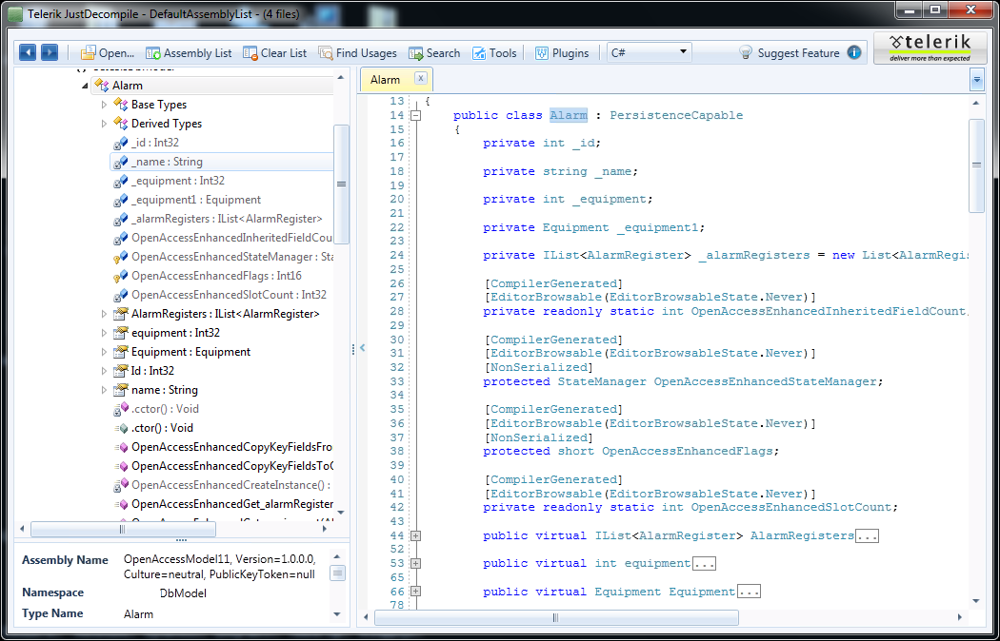 Telerik JustDecompile - DefaultAssemblyList - (4 files)
Open... Assembly List Clear List Find Usages Search Tools Plugins C# Suggest Feature
telerik
deliver more than expected
Alarm
Base Types
Derived Types
_id : Int32
_name : String
_equipment : Int32
_equipment1 : Equipment
_alarmRegisters : IList<AlarmRegister>
OpenAccessEnhancedInheritedFieldCou
OpenAccessEnhancedStateManager : Sta
OpenAccessEnhancedFlags : Int16
OpenAccessEnhancedSlotCount : Int32
AlarmRegisters : IList<AlarmRegister>
equipment : Int32
Equipment : Equipment
Id : Int32
name : String
.cctor() : Void
.ctor() : Void
OpenAccessEnhancedCopyKeyFieldsFro
OpenAccessEnhancedCopyKeyFieldsToO
OpenAccessEnhancedCreateInstance() :
OpenAccessEnhancedGet_alarmRegister
Assembly Name OpenAccessModel11, Version=1.0.0.0,
Culture=neutral, PublicKeyToken=null
Namespace DbModel
Type Name Alarm
Alarm x
13 {
14 public class Alarm : PersistenceCapable
15 {
16 private int _id;
17
18 private string _name;
19
20 private int _equipment;
21
22 private Equipment _equipment1;
23
24 private IList<AlarmRegister> _alarmRegisters = new List<AlarmRegis
25
26 [CompilerGenerated]
27 [EditorBrowsable(EditorBrowsableState.Never)]
28 private readonly static int OpenAccessEnhancedInheritedFieldCount;
29
30 [CompilerGenerated]
31 [EditorBrowsable(EditorBrowsableState.Never)]
32 [NonSerialized]
33 protected StateManager OpenAccessEnhancedStateManager;
34
35 [CompilerGenerated]
36 [EditorBrowsable(EditorBrowsableState.Never)]
37 [NonSerialized]
38 protected short OpenAccessEnhancedFlags;
39
40 [CompilerGenerated]
41 [EditorBrowsable(EditorBrowsableState.Never)]
42 private readonly static int OpenAccessEnhancedSlotCount;
43
44 public virtual IList<AlarmRegister> AlarmRegisters...
52
53 public virtual int equipment...
65
66 public virtual Equipment Equipment...
78